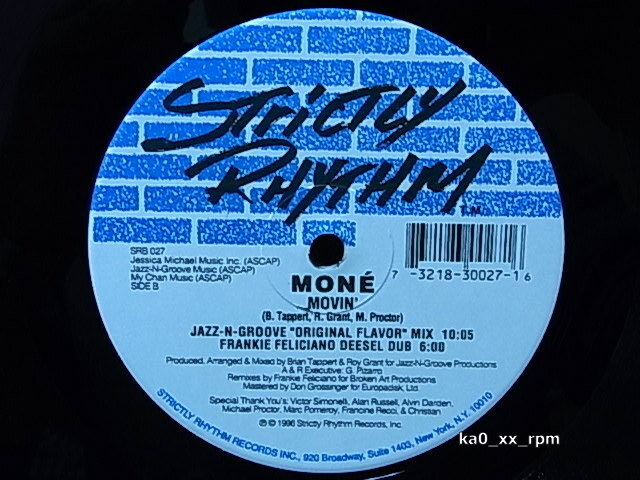 STRICTLY
RHYTHM
T.M.
SRB 027
Jessica Michael Music Inc. (ASCAP)
Jazz-N-Groove Music (ASCAP)
My Chan Music (ASCAP)
SIDE B
7 -3218-30027-16
MONÉ
MOVIN'
(B. Tappert, R. Grant, M. Proctor)
JAZZ-N-GROOVE "ORIGINAL FLAVOR" MIX 10:05
FRANKIE FELICIANO DEESEL DUB 6:00
Produced, Arranged & Mixed by Brian Tappert & Roy Grant for Jazz-N-Groove Productions
A & R Executive: G. Pizarro
Remixes by Frankie Feliciano for Broken Art Productions
Mastered by Don Grossinger for Europadisk Ltd.
Special Thank You's: Victor Simonelli, Alan Russell, Alvin Darden,
Michael Proctor, Marc Pomeroy, Francine Recci, & Christian
℗ © 1996 Strictly Rhythm Records, Inc.
STRICTLY RHYTHM RECORDS INC., 920 Broadway, Suite 1403, New York, N.Y. 10010
ka0_xx_rpm